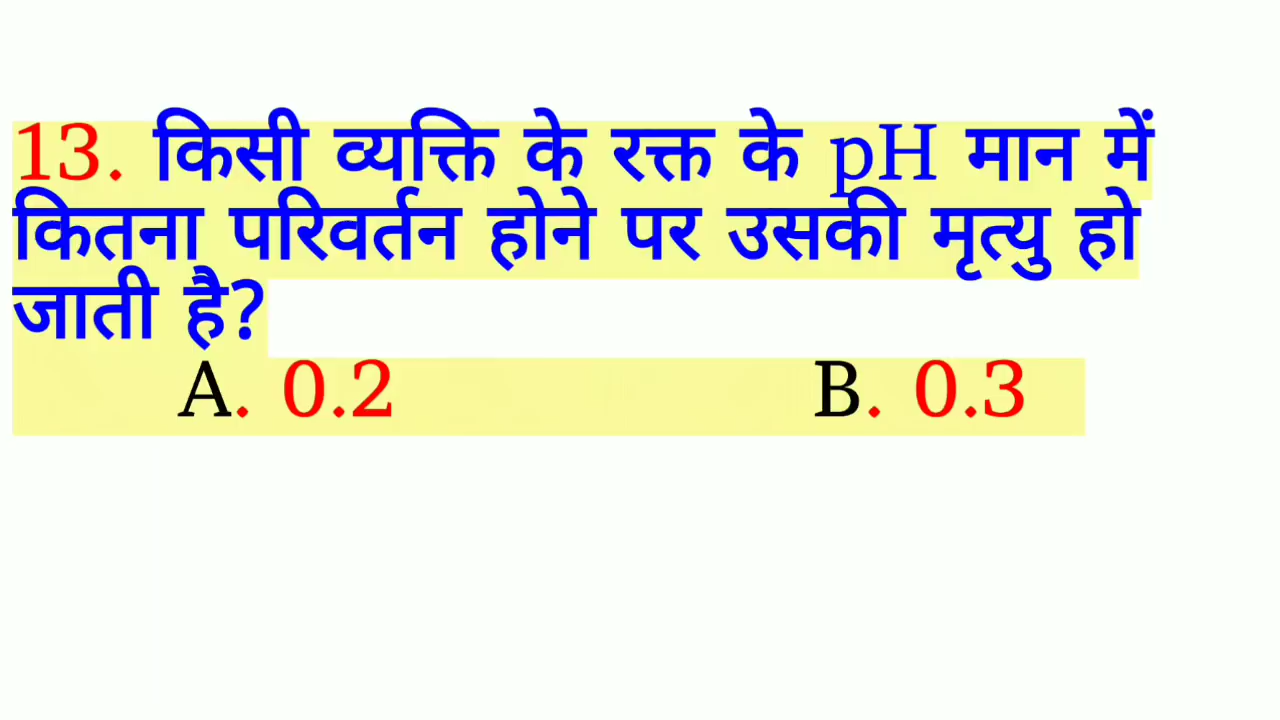 13. किसी व्यक्ति के रक्त के pH मान में
कितना परिवर्तन होने पर उसकी मृत्यु हो
जाती है?
A. 0.2 B. 0.3